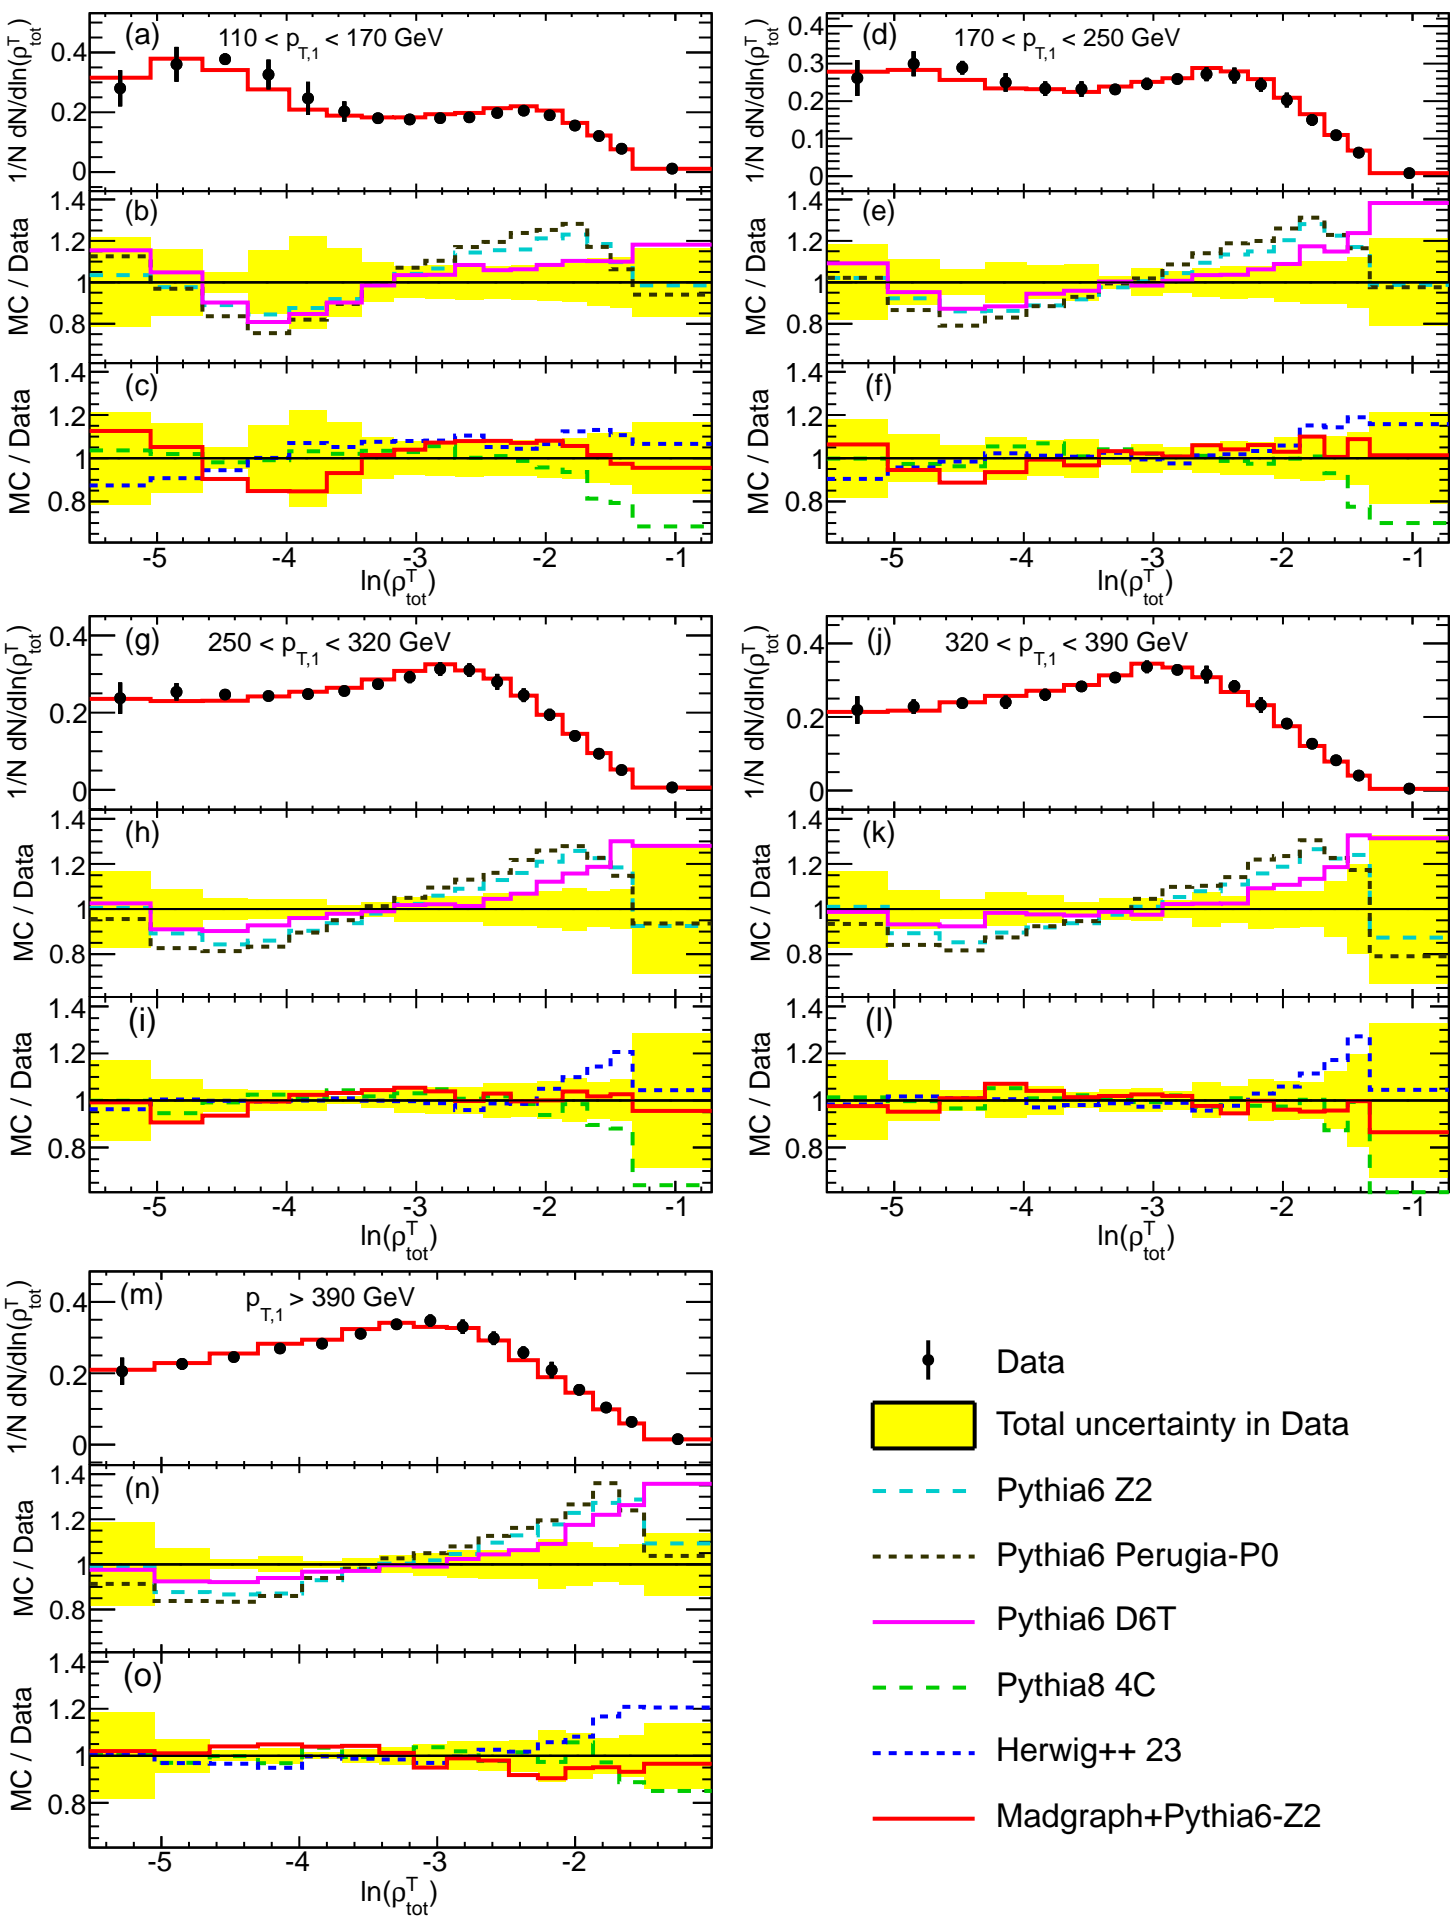 (a) 110 < p_T,1 < 170 GeV
1/N dN/dln(ρ^T_tot)
0.4
0.2
0
(b)
MC / Data
1.4
1.2
1
0.8
(c)
MC / Data
1.4
1.2
1
0.8
-5 -4 -3 -2 -1
ln(ρ^T_tot)
(d) 170 < p_T,1 < 250 GeV
1/N dN/dln(ρ^T_tot)
0.4
0.3
0.2
0.1
0
(e)
MC / Data
1.4
1.2
1
0.8
(f)
MC / Data
1.4
1.2
1
0.8
-5 -4 -3 -2 -1
ln(ρ^T_tot)
(g) 250 < p_T,1 < 320 GeV
1/N dN/dln(ρ^T_tot)
0.4
0.2
0
(h)
MC / Data
1.4
1.2
1
0.8
(i)
MC / Data
1.4
1.2
1
0.8
-5 -4 -3 -2 -1
ln(ρ^T_tot)
(j) 320 < p_T,1 < 390 GeV
1/N dN/dln(ρ^T_tot)
0.4
0.2
0
(k)
MC / Data
1.4
1.2
1
0.8
(l)
MC / Data
1.4
1.2
1
0.8
-5 -4 -3 -2 -1
ln(ρ^T_tot)
(m) p_T,1 > 390 GeV
1/N dN/dln(ρ^T_tot)
0.4
0.2
0
(n)
MC / Data
1.4
1.2
1
0.8
(o)
MC / Data
1.4
1.2
1
0.8
-5 -4 -3 -2 -1
ln(ρ^T_tot)
Data
Total uncertainty in Data
Pythia6 Z2
Pythia6 Perugia-P0
Pythia6 D6T
Pythia8 4C
Herwig++ 23
Madgraph+Pythia6-Z2